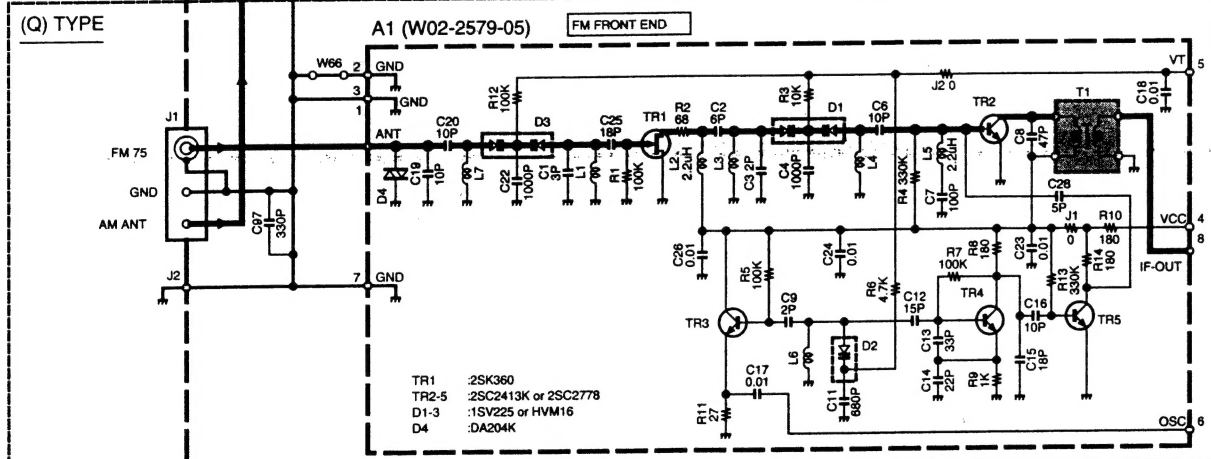 (Q) TYPE
A1 (W02-2579-05)
FM FRONT END
W66
2
GND
3
GND
1
VT
5
R12
100K
R3
10K
J2 0
C18
0.01
J1
ANT
C20
10P
D3
C25
18P
TR1
R2
68
C2
6P
D1
C6
10P
TR2
T1
FM 75
D4
C19
10P
L7
C22
1000P
C1
3P
L1
R1
100K
L2
2.2uH
L3
C3 2P
C4
1000P
L4
R4 330K
L5
2.2uH
C7
100P
C8
47P
GND
C28
5P
AM ANT
C97
330P
J1
0
R10
180
VCC
4
8
IF-OUT
C26
0.01
R5
100K
C24
0.01
R6
4.7K
R7
100K
R8
180
C23
0.01
R13
330K
R14
180
J2
7
GND
TR3
C9
2P
C12
15P
TR4
C16
10P
TR5
L6
D2
C13
33P
C15
18P
C14
22P
R9
1K
C11
680P
C17
0.01
R11
27
TR1 :2SK360
TR2-5 :2SC2413K or 2SC2778
D1-3 :1SV225 or HVM16
D4 :DA204K
OSC
6